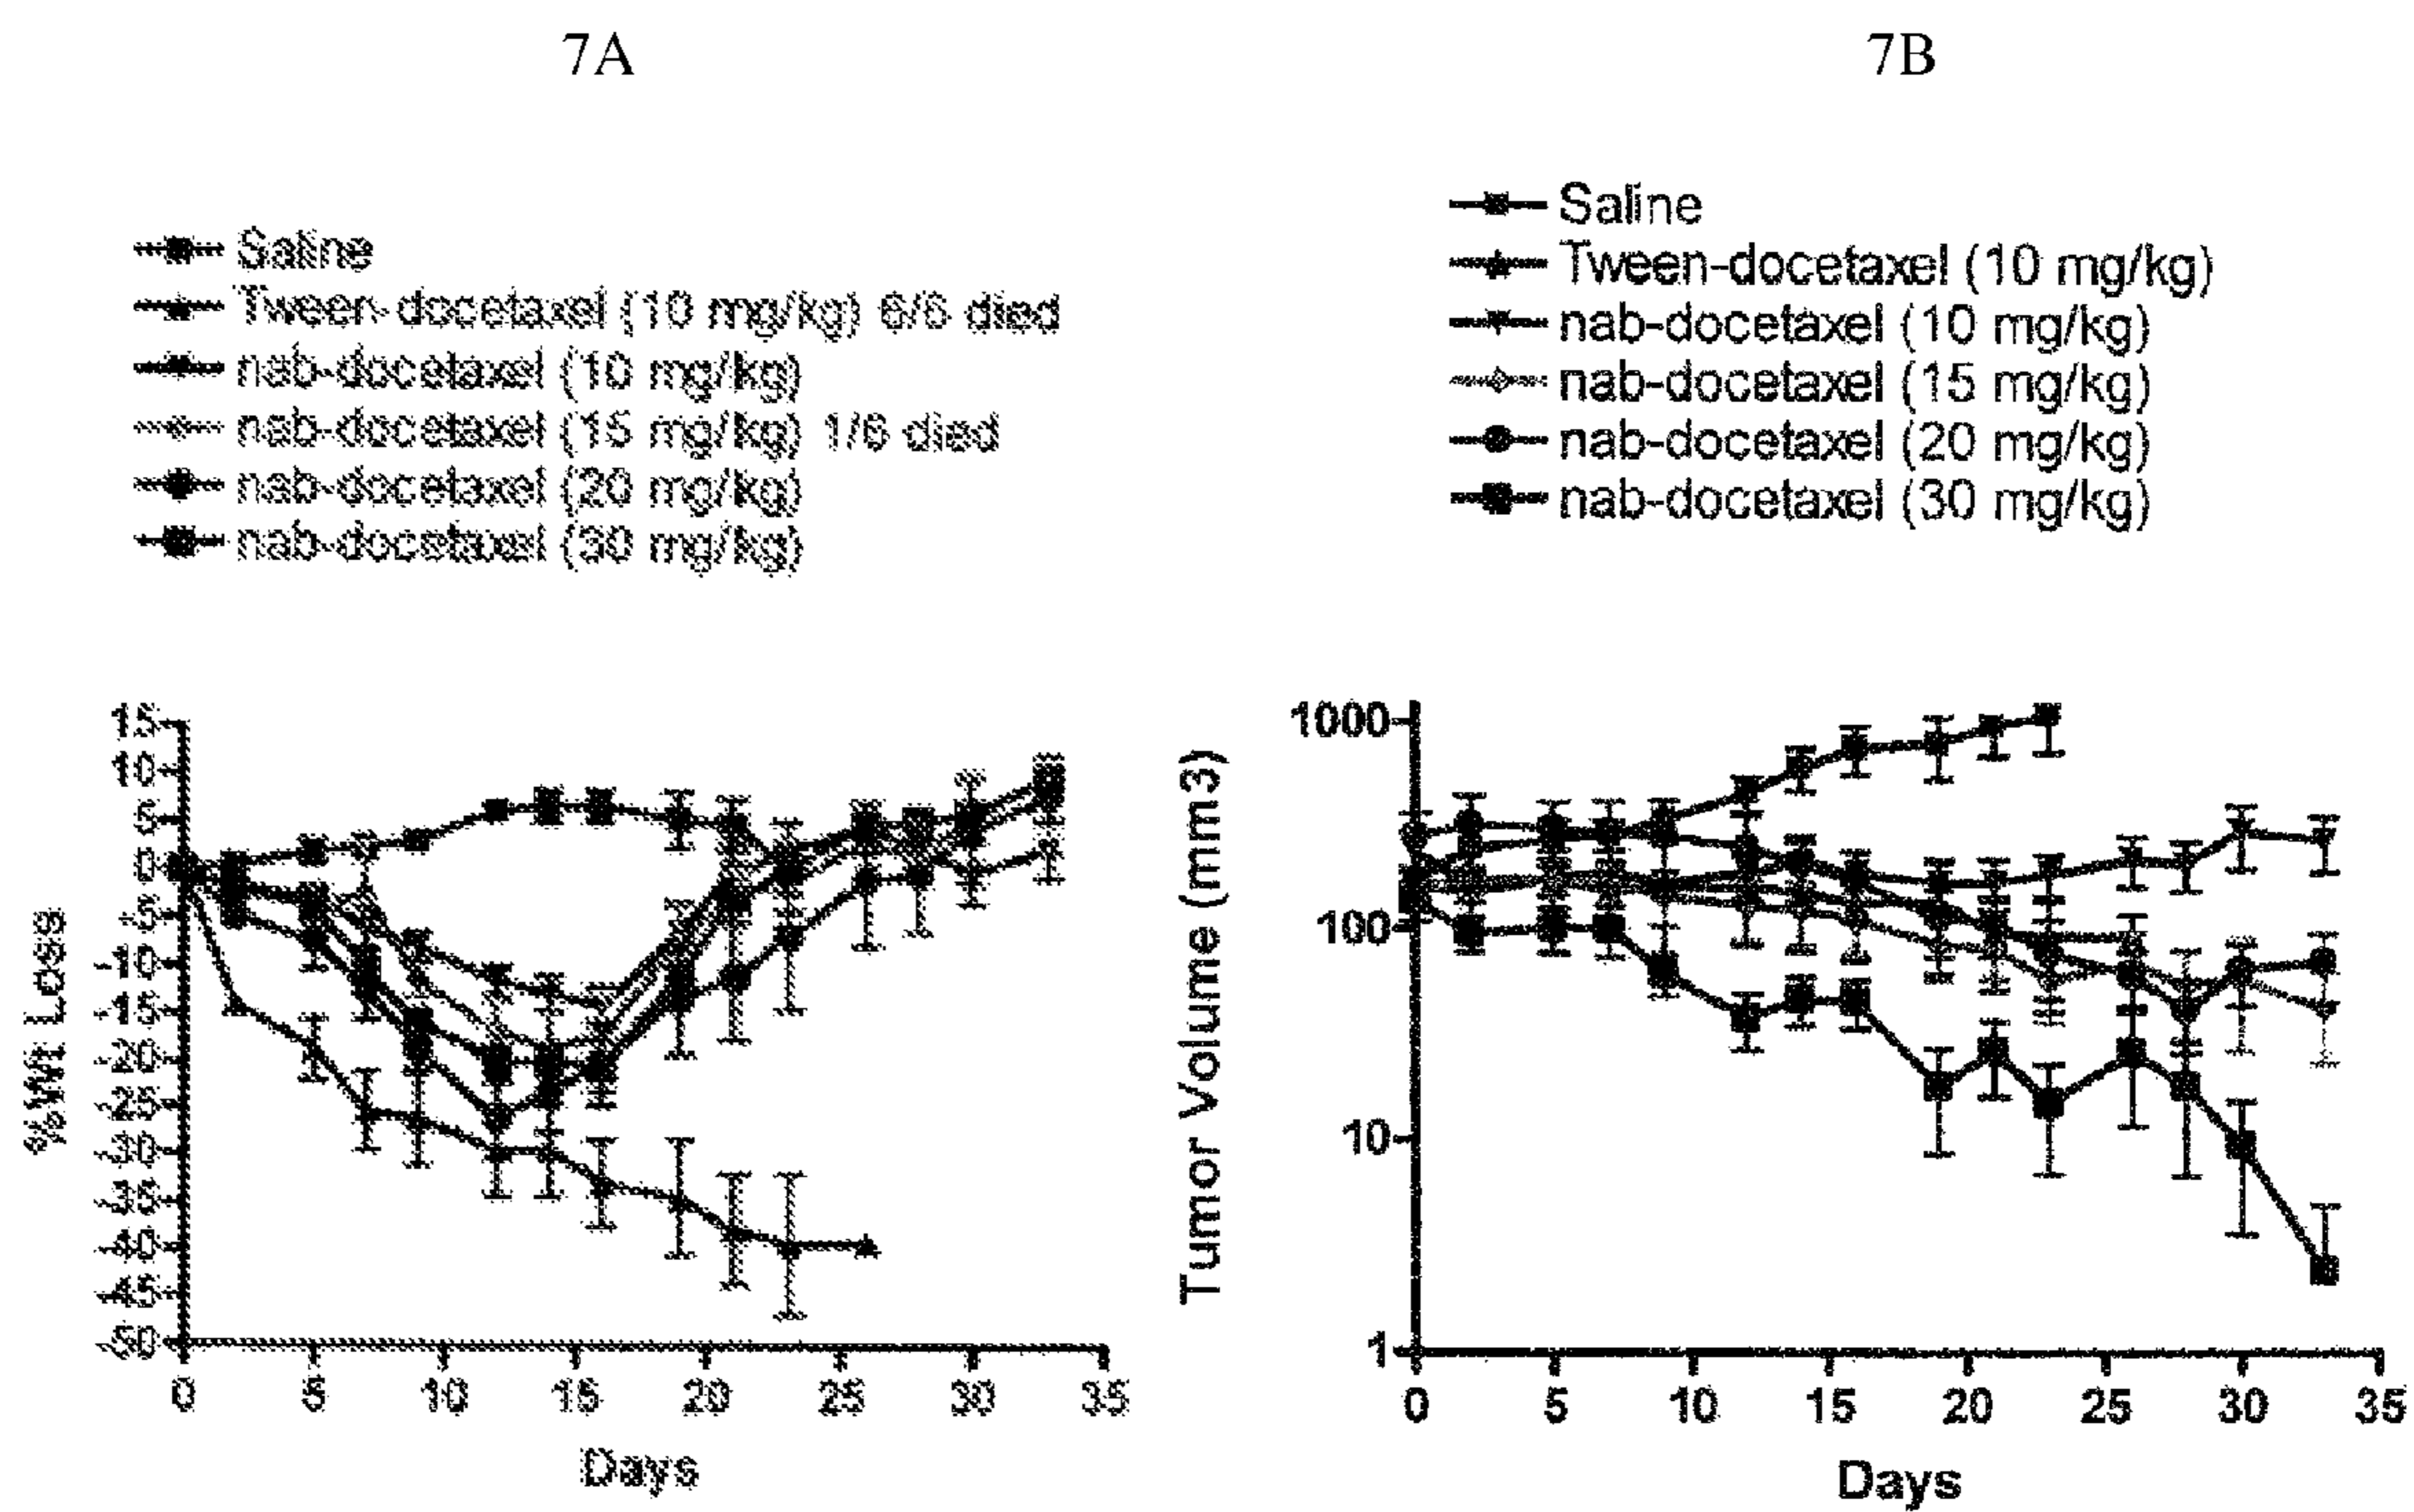 7A
7B
Saline
Tween-docetaxel (10 mg/kg) 6/6 died
nab-docetaxel (10 mg/kg)
nab-docetaxel (15 mg/kg) 1/6 died
nab-docetaxel (20 mg/kg)
nab-docetaxel (30 mg/kg)
Saline
Tween-docetaxel (10 mg/kg)
nab-docetaxel (10 mg/kg)
nab-docetaxel (15 mg/kg)
nab-docetaxel (20 mg/kg)
nab-docetaxel (30 mg/kg)
%Wt Loss
15
10
5
0
-5
-10
-15
-20
-25
-30
-35
-40
-45
-50
0 5 10 15 20 25 30 35
Days
Tumor Volume (mm3)
1000
100
10
1
0 5 10 15 20 25 30 35
Days